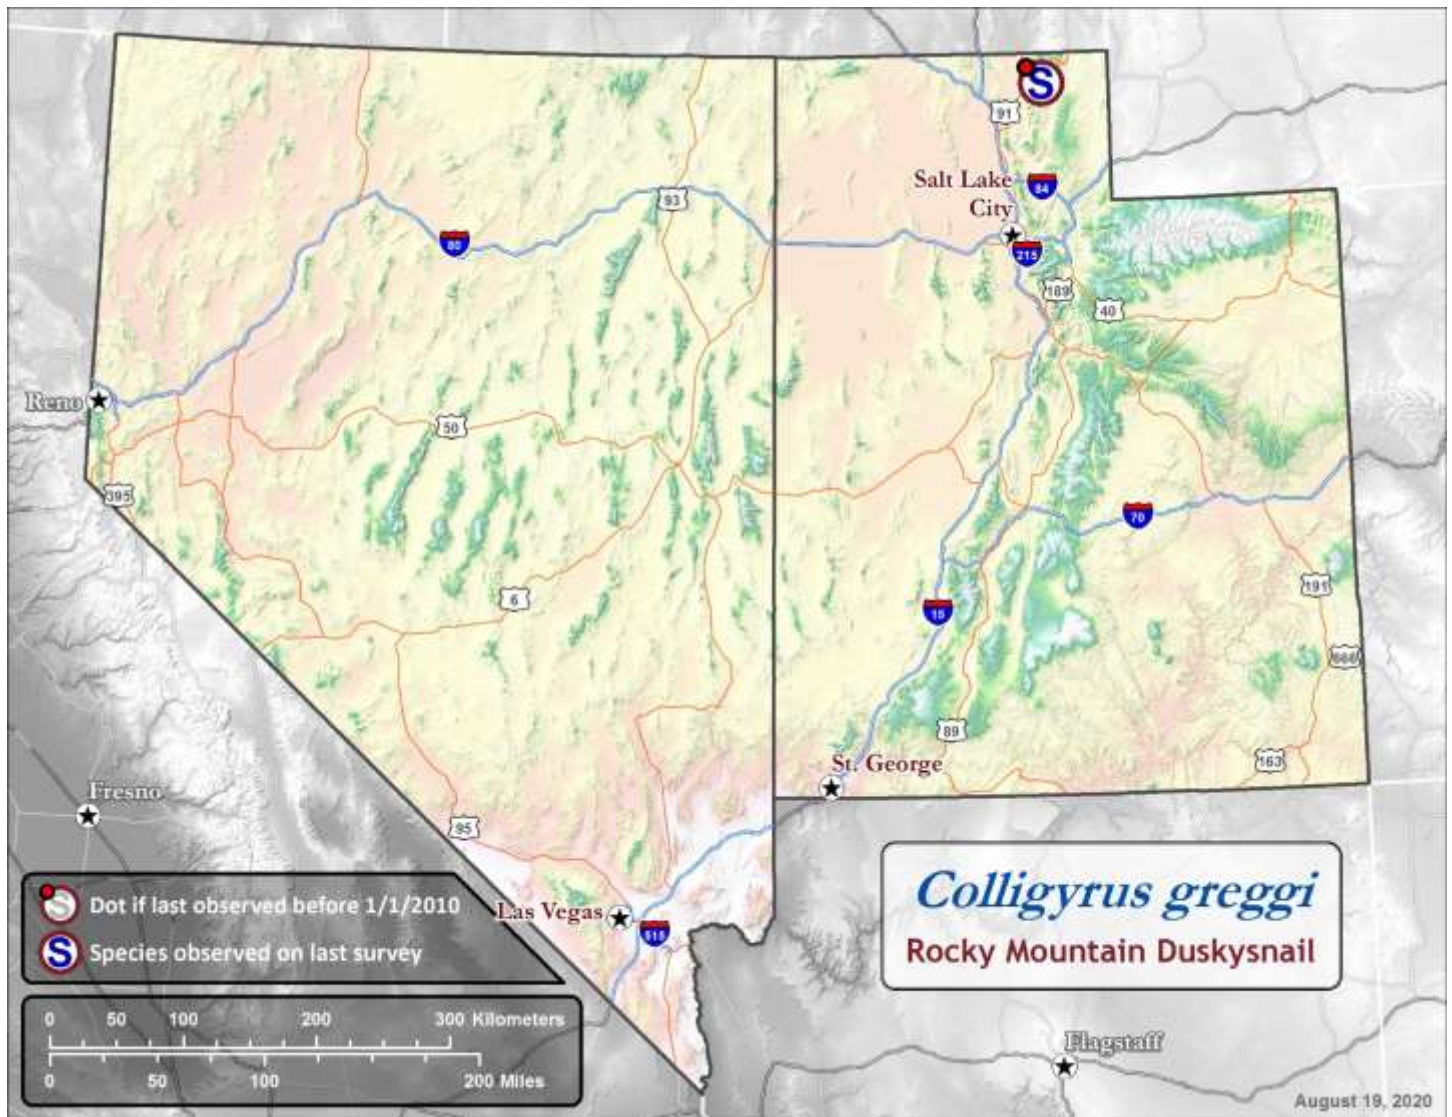 S
91
Salt Lake
City
84
93
80
215
189
40
Reno
50
395
70
6
191
15
666
89
163
St. George
Fresno
95
Las Vegas
515
S
Dot if last observed before 1/1/2010
S
Species observed on last survey
0 50 100 200 300 Kilometers
0 50 100 200 Miles
Colligyrus greggi
Rocky Mountain Duskysnail
Flagstaff
August 19, 2020